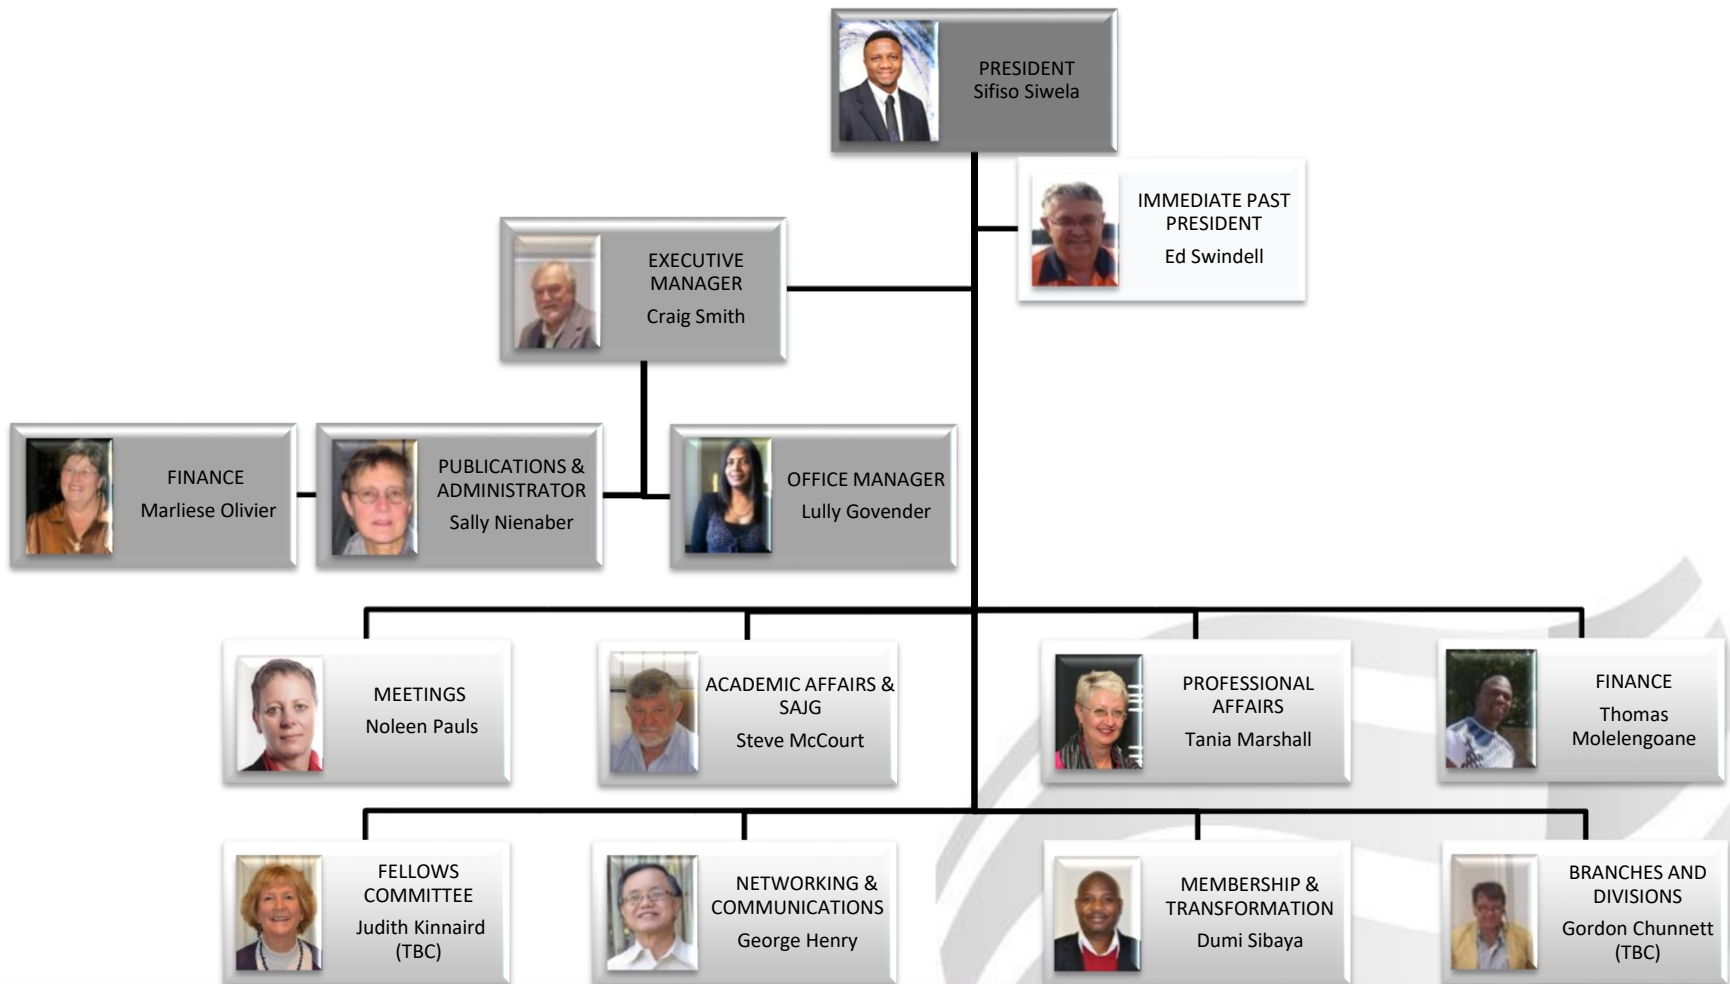 PRESIDENT
Sifiso Siwela
IMMEDIATE PAST
PRESIDENT
Ed Swindell
EXECUTIVE
MANAGER
Craig Smith
FINANCE
Marliese Olivier
PUBLICATIONS &
ADMINISTRATOR
Sally Nienaber
OFFICE MANAGER
Lully Govender
MEETINGS
Noleen Pauls
ACADEMIC AFFAIRS &
SAJG
Steve McCourt
PROFESSIONAL
AFFAIRS
Tania Marshall
FINANCE
Thomas
Molelengoane
FELLOWS
COMMITTEE
Judith Kinnaird
(TBC)
NETWORKING &
COMMUNICATIONS
George Henry
MEMBERSHIP &
TRANSFORMATION
Dumi Sibaya
BRANCHES AND
DIVISIONS
Gordon Chunnett
(TBC)